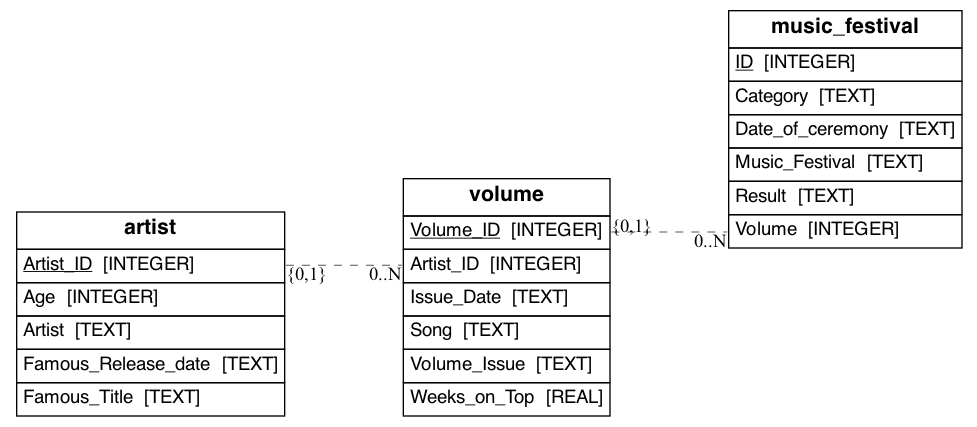 artist
Artist_ID [INTEGER]
Age [INTEGER]
Artist [TEXT]
Famous_Release_date [TEXT]
Famous_Title [TEXT]
{0,1}
0..N
volume
Volume_ID [INTEGER]
Artist_ID [INTEGER]
Issue_Date [TEXT]
Song [TEXT]
Volume_Issue [TEXT]
Weeks_on_Top [REAL]
{0,1}
0..N
music_festival
ID [INTEGER]
Category [TEXT]
Date_of_ceremony [TEXT]
Music_Festival [TEXT]
Result [TEXT]
Volume [INTEGER]